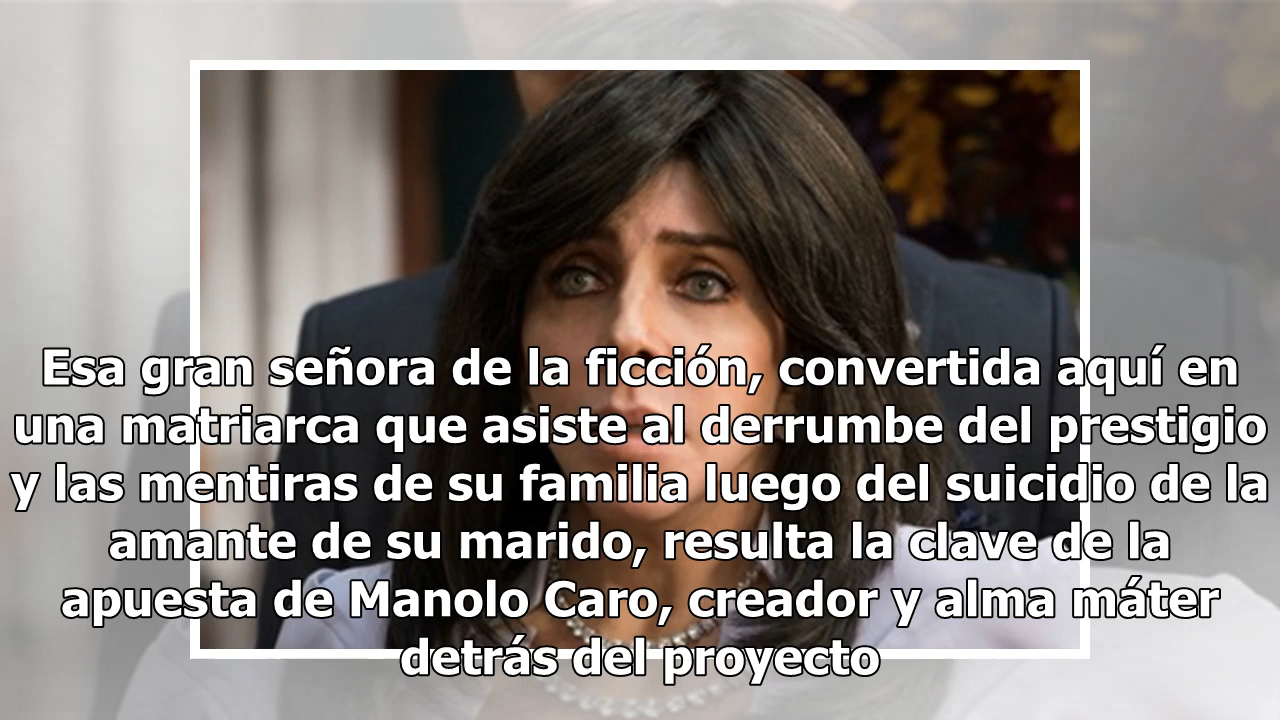 Esa gran señora de la ficción, convertida aquí en
una matriarca que asiste al derrumbe del prestigio
y las mentiras de su familia luego del suicidio de la
amante de su marido, resulta la clave de la
apuesta de Manolo Caro, creador y alma máter
detrás del proyecto